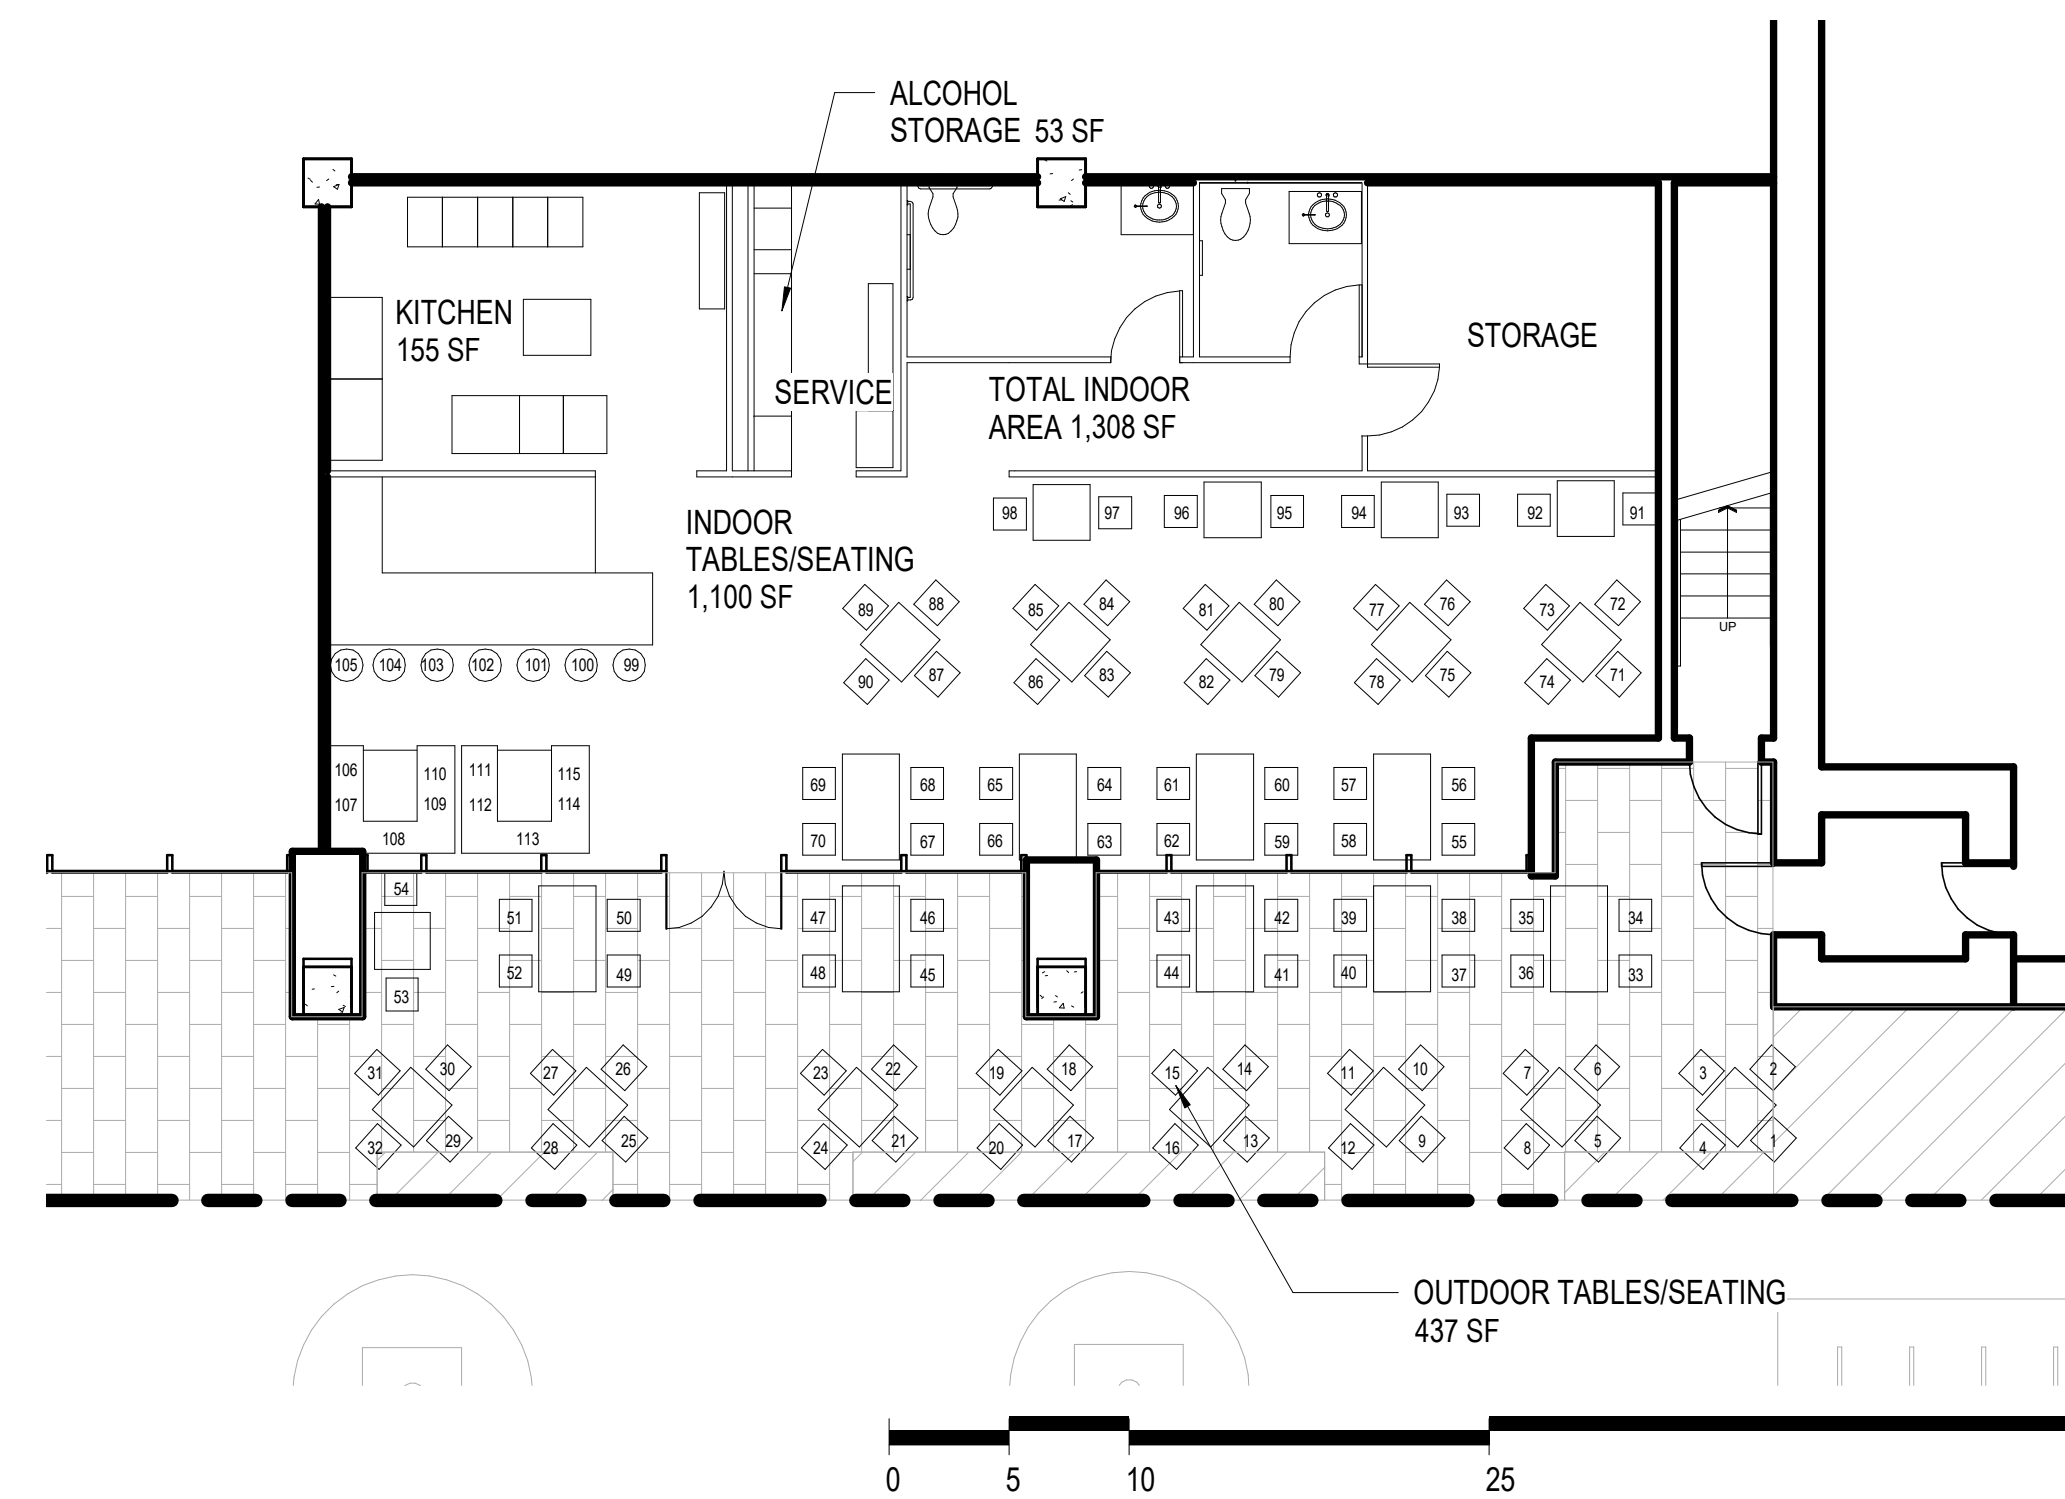 ALCOHOL
STORAGE 53 SF
KITCHEN
155 SF
SERVICE
TOTAL INDOOR
AREA 1,308 SF
STORAGE
INDOOR
TABLES/SEATING
1,100 SF
98 97 96 95 94 93 92 91
89 88 85 84 81 80 77 76 73 72
90 87 86 83 82 79 78 75 74 71
UP
105 104 103 102 101 100 99
106 110 111 115
107 109 112 114
108 113
69 68 65 64 61 60 57 56
70 67 66 63 62 59 58 55
54
51 50 47 46 43 42 39 38 35 34
52 49 48 45 44 41 40 37 36 33
53
31 30 27 26 23 22 19 18 15 14 11 10 7 6 3 2
32 29 28 25 24 21 20 17 16 13 12 9 8 5 4 1
OUTDOOR TABLES/SEATING
437 SF
0 5 10 25